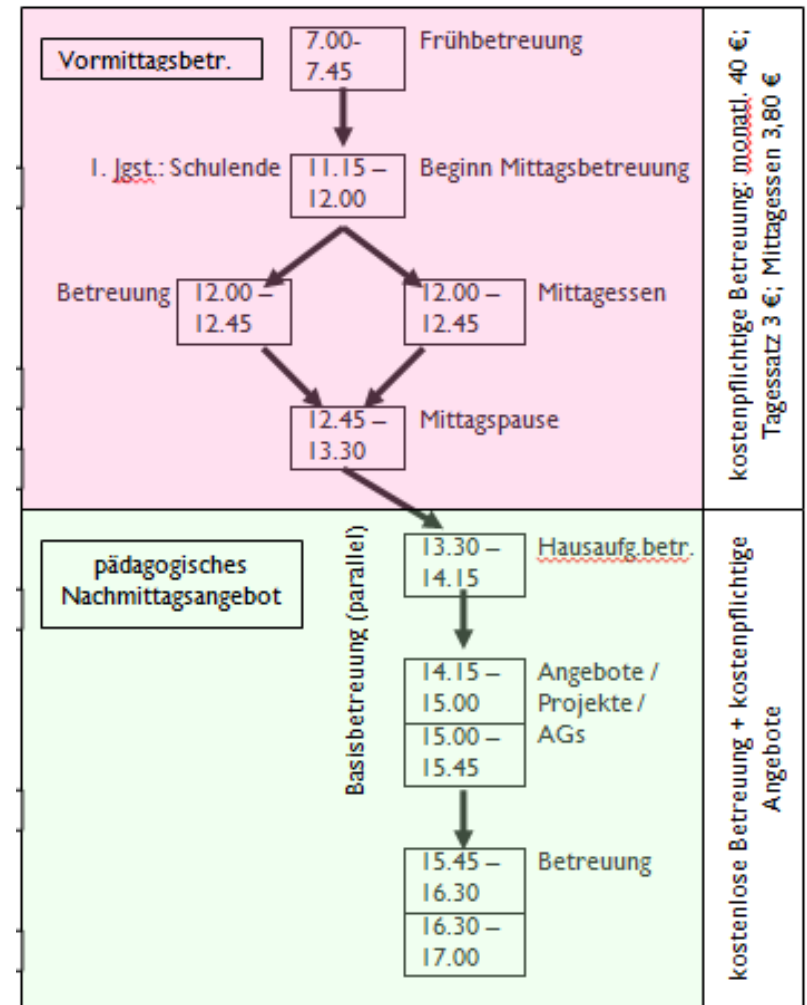 Vormittagsbetr.
7.00-
7.45
Frühbetreuung
1. Jgst.: Schulende
11.15 –
12.00
Beginn Mittagsbetreuung
Betreuung
12.00 –
12.45
12.00 –
12.45
Mittagessen
12.45 –
13.30
Mittagspause
kostenpflichtige Betreuung: monatl. 40 €;
Tagessatz 3 €; Mittagessen 3,80 €
pädagogisches
Nachmittagsangebot
Basisbetreuung (parallel)
13.30 –
14.15
Hausaufg.betr.
14.15 –
15.00
15.00 –
15.45
Angebote /
Projekte /
AGs
15.45 –
16.30
16.30 –
17.00
Betreuung
kostenlose Betreuung + kostenpflichtige
Angebote